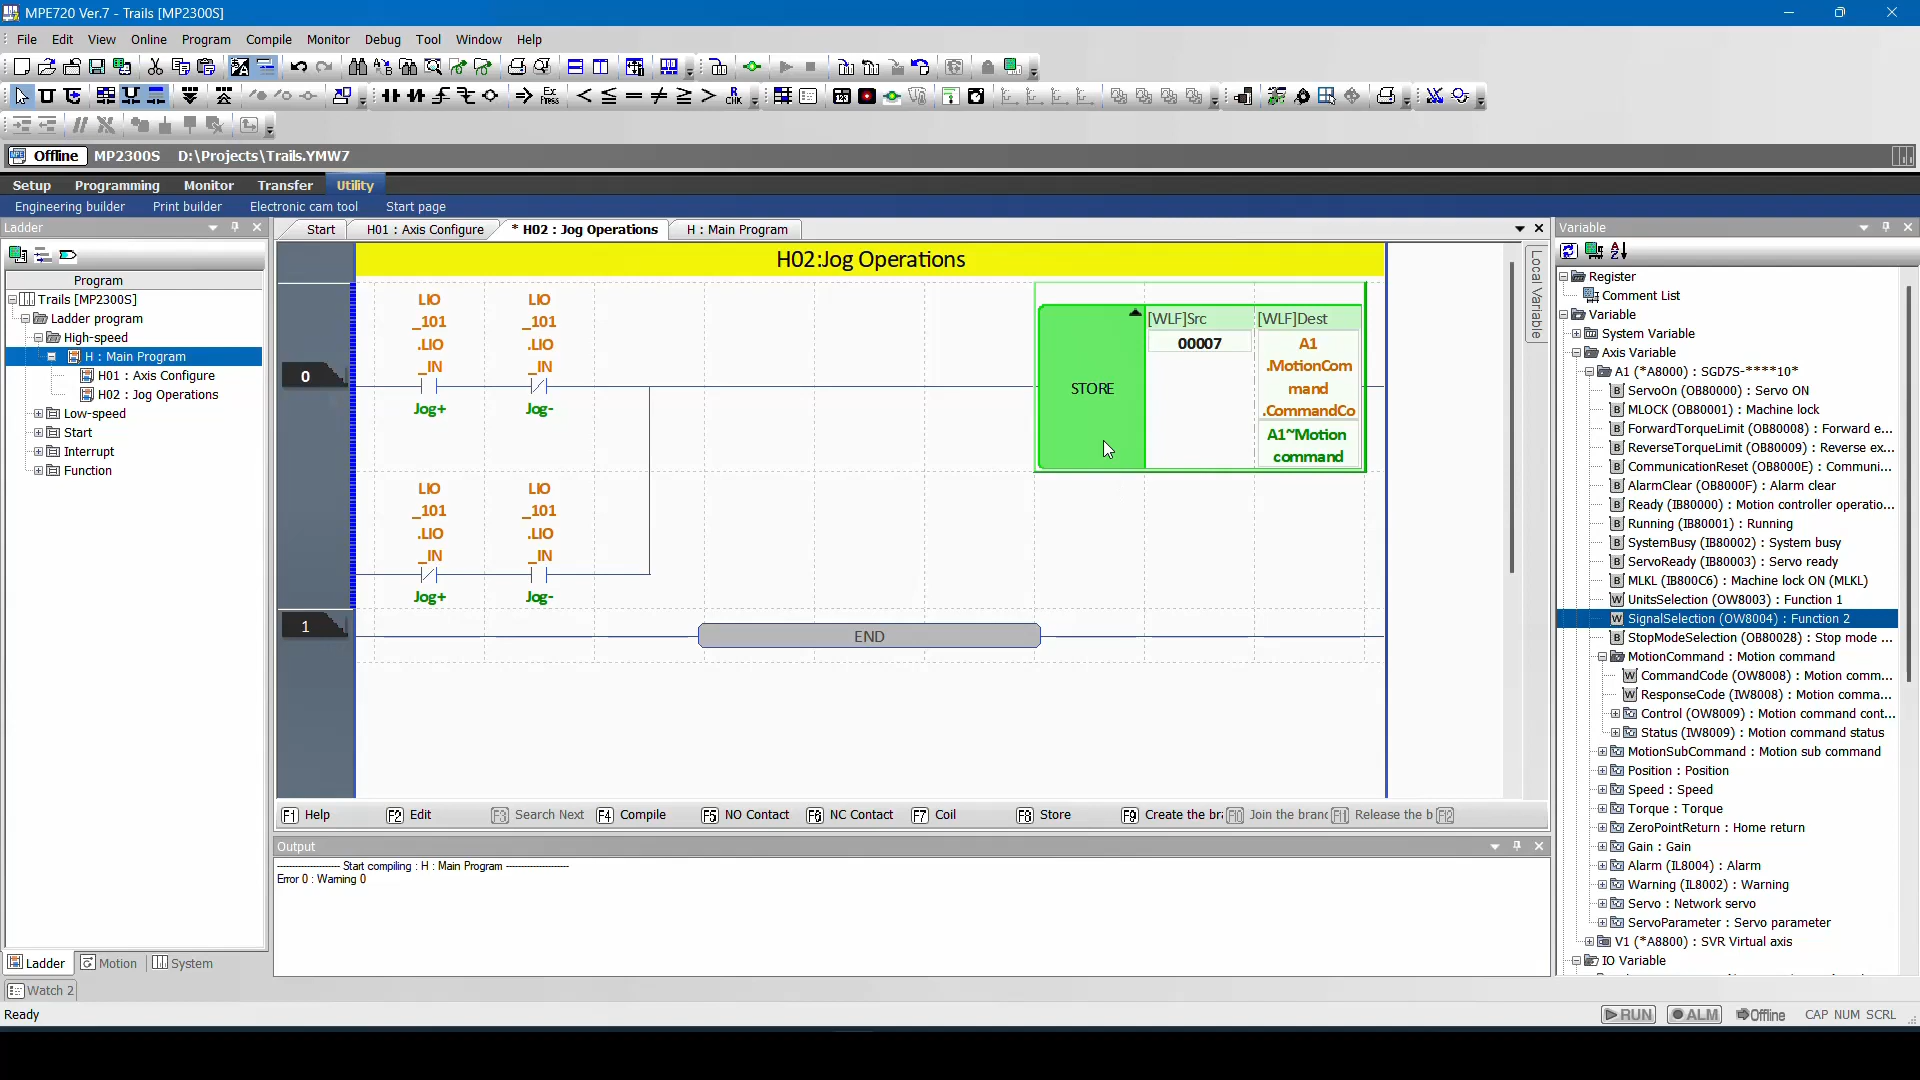 MPE720 Ver.7 - Trails [MP2300S]
File Edit View Online Program Compile Monitor Debug Tool Window Help
Offline MP2300S D:\Projects\Trails.YMW7
Setup Programming Monitor Transfer Utility
Engineering builder Print builder Electronic cam tool Start page
Ladder
Program
Trails [MP2300S]
Ladder program
High-speed
H : Main Program
H01 : Axis Configure
H02 : Jog Operations
Low-speed
Start
Interrupt
Function
Ladder Motion System
Watch 2
Start H01 : Axis Configure * H02 : Jog Operations H : Main Program
H02:Jog Operations
0
LIO
_101
.LIO
_IN
Jog+
LIO
_101
.LIO
_IN
Jog-
STORE
[WLF]Src
00007
[WLF]Dest
A1
.MotionCom
mand
.CommandCo
A1~Motion
command
LIO
_101
.LIO
_IN
Jog+
LIO
_101
.LIO
_IN
Jog-
1
END
F1 Help F2 Edit F3 Search Next F4 Compile F5 NO Contact F6 NC Contact F7 Coil F8 Store F9 Create the br F10 Join the branc F11 Release the b F12
Output
Start compiling : H : Main Program
Error 0 : Warning 0
Local Variable
Variable
Register
Comment List
Variable
System Variable
Axis Variable
A1 (*A8000) : SGD7S-****10*
ServoOn (OB80000) : Servo ON
MLOCK (OB80001) : Machine lock
ForwardTorqueLimit (OB80008) : Forward e...
ReverseTorqueLimit (OB80009) : Reverse ex...
CommunicationReset (OB8000E) : Communi...
AlarmClear (OB8000F) : Alarm clear
Ready (IB80000) : Motion controller operatio...
Running (IB80001) : Running
SystemBusy (IB80002) : System busy
ServoReady (IB80003) : Servo ready
MLKL (IB800C6) : Machine lock ON (MLKL)
UnitsSelection (OW8003) : Function 1
SignalSelection (OW8004) : Function 2
StopModeSelection (OB80028) : Stop mode ...
MotionCommand : Motion command
CommandCode (OW8008) : Motion comm...
ResponseCode (IW8008) : Motion comma...
Control (OW8009) : Motion command cont...
Status (IW8009) : Motion command status
MotionSubCommand : Motion sub command
Position : Position
Speed : Speed
Torque : Torque
ZeroPointReturn : Home return
Gain : Gain
Alarm (IL8004) : Alarm
Warning (IL8002) : Warning
Servo : Network servo
ServoParameter : Servo parameter
V1 (*A8800) : SVR Virtual axis
IO Variable
Ready
RUN ALM Offline CAP NUM SCRL